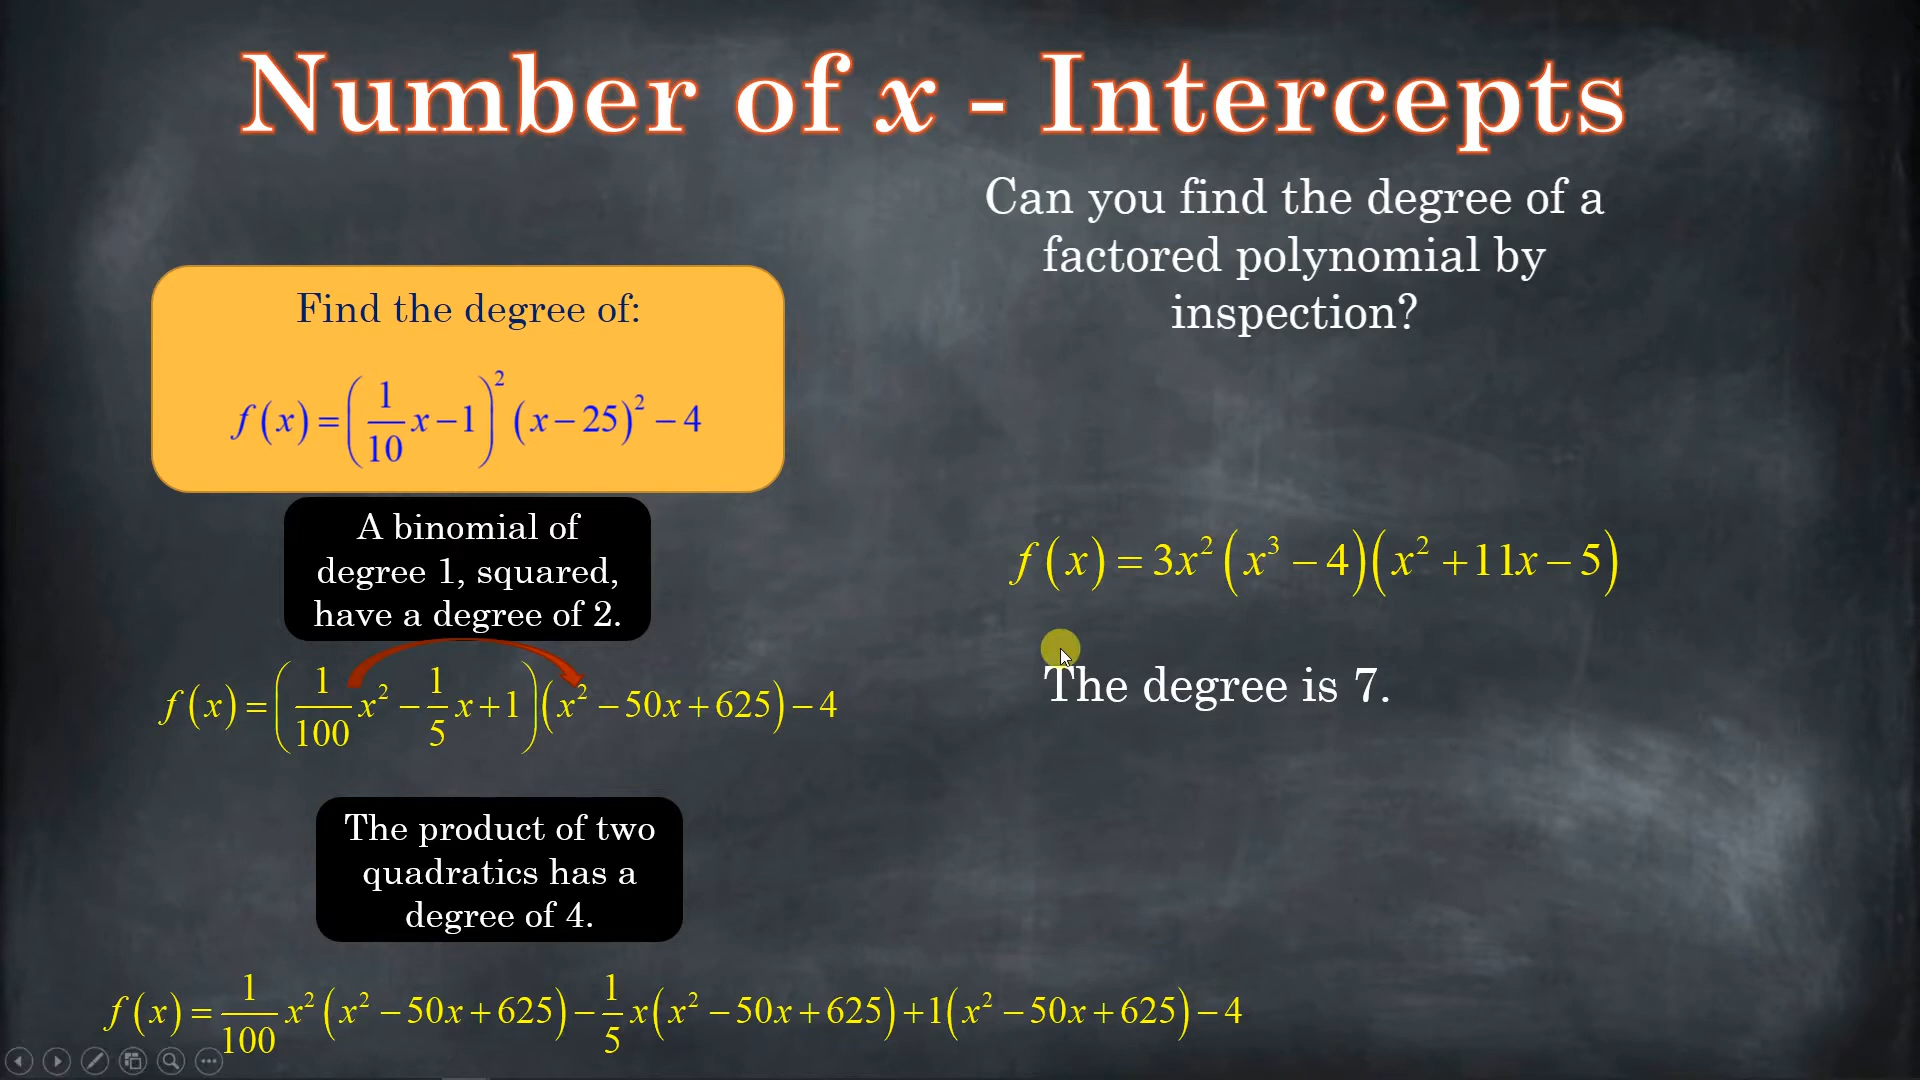 Number of x - Intercepts
Can you find the degree of a
factored polynomial by
inspection?
Find the degree of:
f(x) = (1/10 x − 1)² (x − 25)² − 4
A binomial of
degree 1, squared,
have a degree of 2.
f(x) = 3x² (x³ − 4)(x² + 11x − 5)
The degree is 7.
f(x) = (1/100 x² − 1/5 x + 1)(x² − 50x + 625) − 4
The product of two
quadratics has a
degree of 4.
f(x) = 1/100 x² (x² − 50x + 625) − 1/5 x(x² − 50x + 625) + 1(x² − 50x + 625) − 4